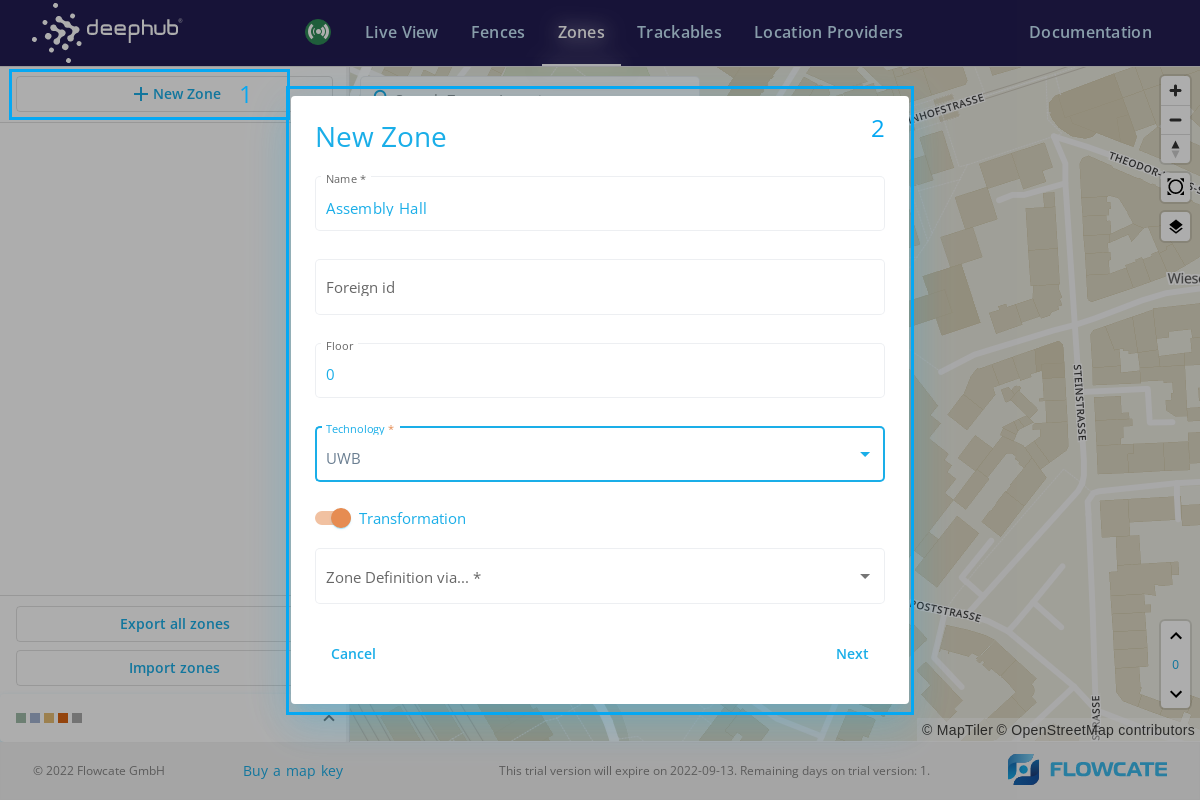 deephub®
Live View
Fences
Zones
Trackables
Location Providers
Documentation
New Zone
1
New Zone
2
Name *
Assembly Hall
Foreign id
Floor
0
Technology *
UWB
Transformation
Zone Definition via... *
Cancel
Next
Export all zones
Import zones
THEODOR-
Wiese
STEINSTRASSE
POSTSTRASSE
0
© MapTiler © OpenStreetMap contributors
© 2022 Flowcate GmbH
Buy a map key
This trial version will expire on 2022-09-13. Remaining days on trial version: 1.
FLOWCATE